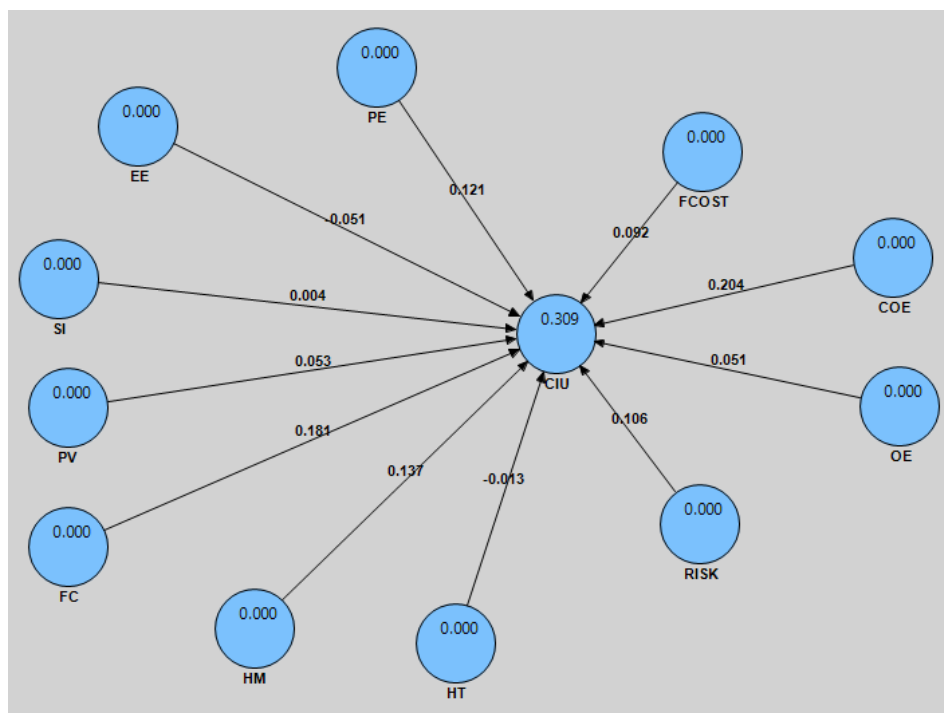 0.000
PE
0.000
EE
0.000
FCOST
0.121
-0.051
0.092
0.000
COE
0.204
0.000
SI
0.004
0.309
CIU
0.053
0.051
0.000
PV
0.000
OE
0.181
0.106
0.137
-0.013
0.000
RISK
0.000
FC
0.000
HM
0.000
HT